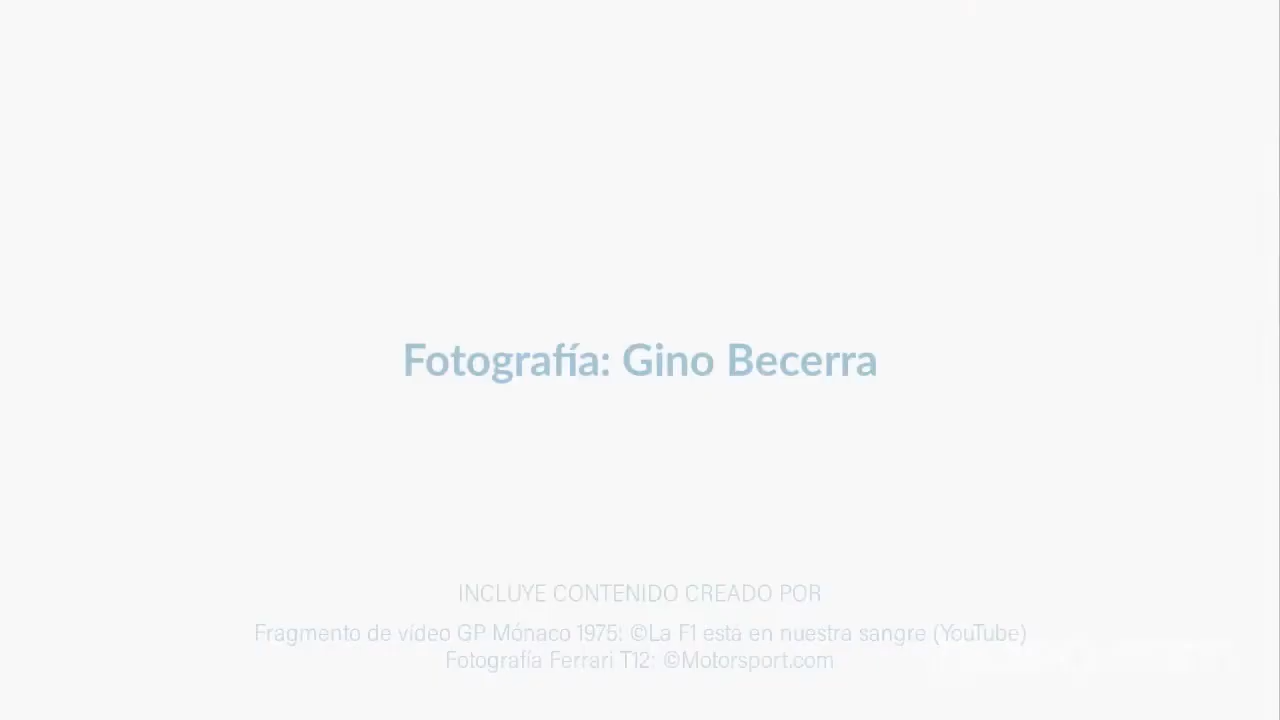 Fotografía: Gino Becerra
INCLUYE CONTENIDO CREADO POR
Fragmento de vídeo GP Mónaco 1975: ©La F1 esta en nuestra sangre (YouTube)
Fotografía Ferrari T12: ©Motorsport.com